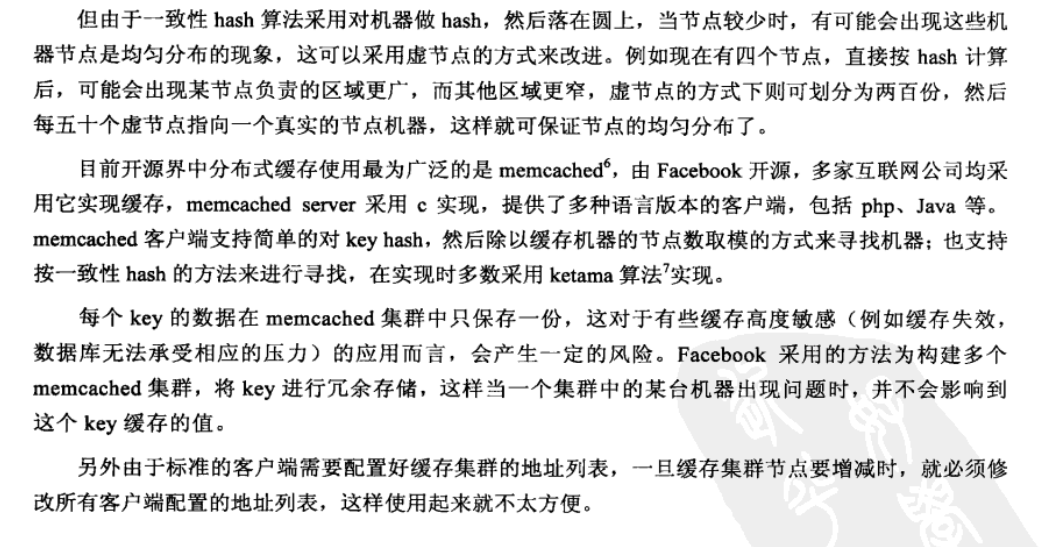 但由于一致性 hash 算法采用对机器做 hash，然后落在圆上，当节点较少时，有可能会出现这些机
器节点是均匀分布的现象，这可以采用虚节点的方式来改进。例如现在有四个节点，直接按 hash 计算
后，可能会出现某节点负责的区域更广，而其他区域更窄，虚节点的方式下则可划分为两百份，然后
每五十个虚节点指向一个真实的节点机器，这样就可保证节点的均匀分布了。
目前开源界中分布式缓存使用最为广泛的是 memcached⁶，由 Facebook 开源，多家互联网公司均采
用它实现缓存，memcached server 采用 c 实现，提供了多种语言版本的客户端，包括 php、Java 等。
memcached 客户端支持简单的对 key hash，然后除以缓存机器的节点数取模的方式来寻找机器；也支持
按一致性 hash 的方法来进行寻找，在实现时多数采用 ketama 算法⁷实现。
每个 key 的数据在 memcached 集群中只保存一份，这对于有些缓存高度敏感（例如缓存失效，
数据库无法承受相应的压力）的应用而言，会产生一定的风险。Facebook 采用的方法为构建多个
memcached 集群，将 key 进行冗余存储，这样当一个集群中的某台机器出现问题时，并不会影响到
这个 key 缓存的值。
另外由于标准的客户端需要配置好缓存集群的地址列表，一旦缓存集群节点要增减时，就必须修
改所有客户端配置的地址列表，这样使用起来就不太方便。